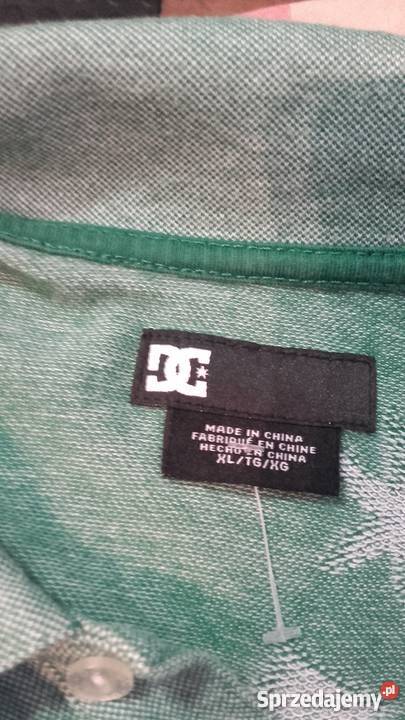 DC
MADE IN CHINA
FABRIQUÉ EN CHINE
HECHO EN CHINA
XL/TG/XG
Sprzedajemy.pl